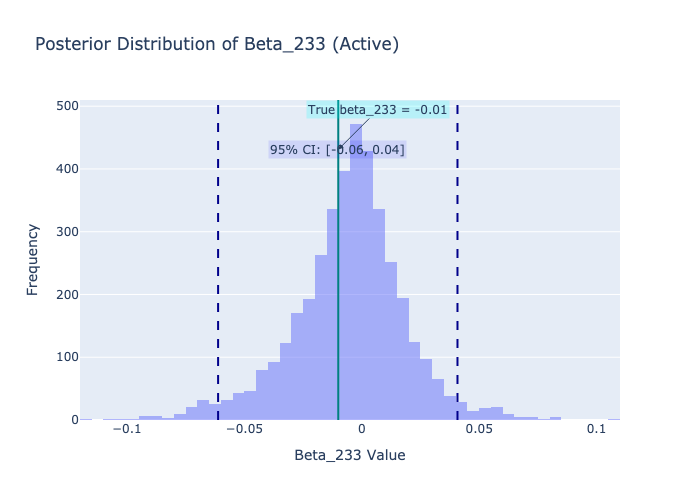 Posterior Distribution of Beta_233 (Active)
True beta_233 = -0.01
95% CI: [-0.06, 0.04]
500
400
300
200
100
0
Frequency
−0.1
−0.05
0
0.05
0.1
Beta_233 Value